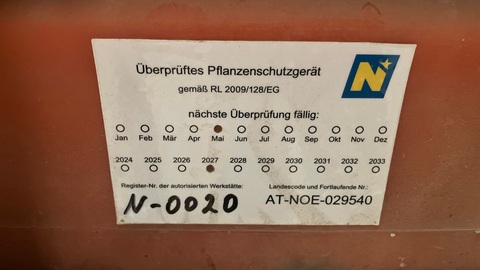 Überprüftes Pflanzenschutzgerät
gemäß RL 2009/128/EG
N
nächste Überprüfung fällig:
Jan Feb Mär Apr Mai Jun Jul Aug Sep Okt Nov Dez
2024 2025 2026 2027 2028 2029 2030 2031 2032 2033
Register-Nr. der autorisierten Werkstätte: Landescode und Fortlaufende Nr.:
N-0020 AT-NOE-029540